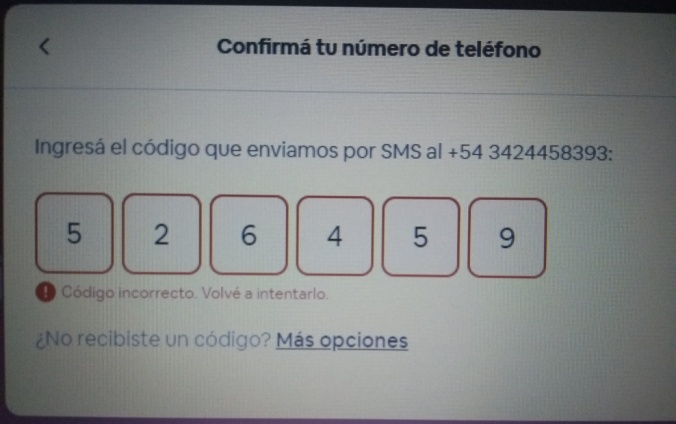 Confirmá tu número de teléfono
Ingresá el código que enviamos por SMS al +54 3424458393:
5 2 6 4 5 9
Código incorrecto. Volvé a intentarlo.
¿No recibiste un código? Más opciones